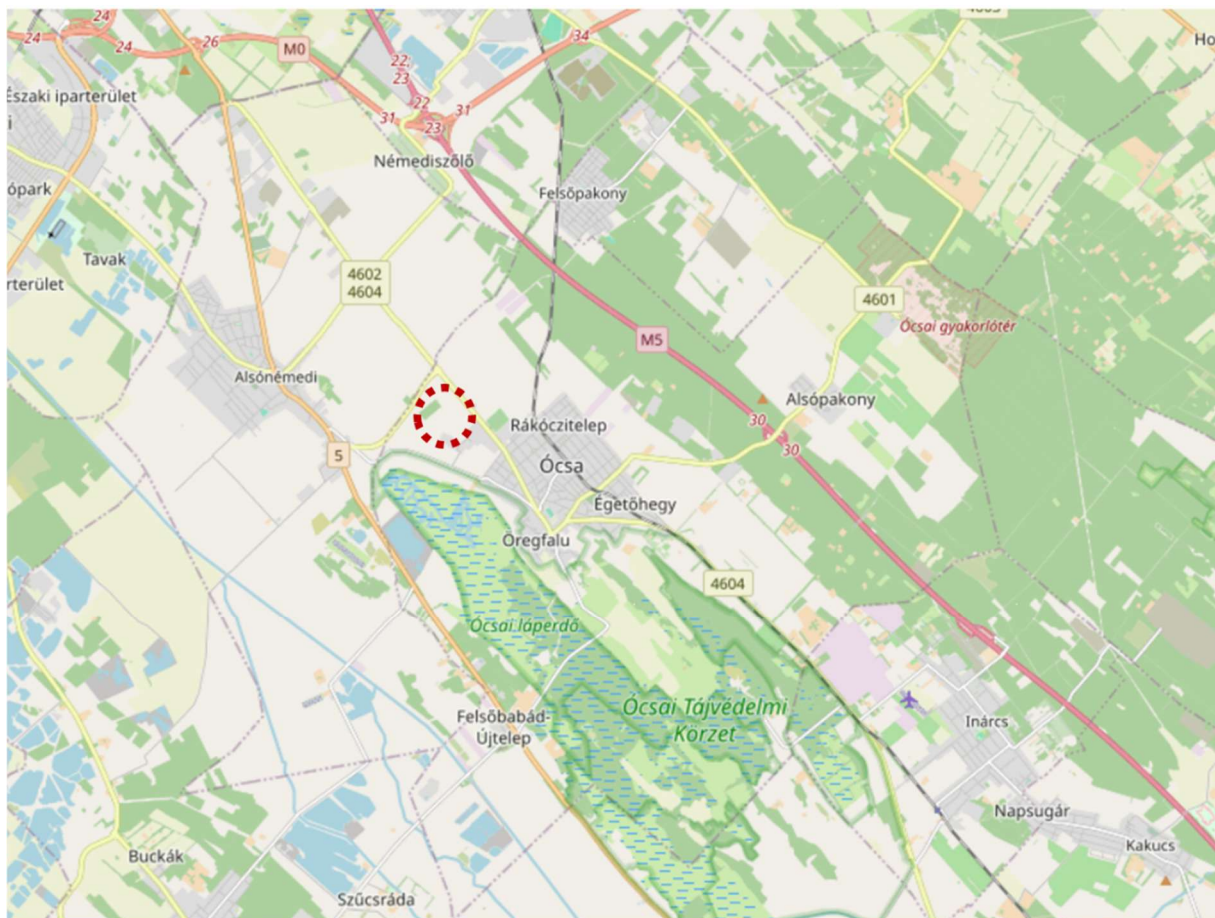 24
24
26
M0
22;
23
34
22
31
31
23
Északi iparterület
Némediszőlő
Felsőpakony
ópark
Tavak
rterület
4602
4604
4601
Ócsai gyakorlótér
M5
Alsónémedi
Alsópakony
Rákóczitelep
30
30
5
Ócsa
Égetőhegy
Öregfalu
4604
Ócsai láperdő
Ócsai Tájvédelmi
Körzet
Felsőbabád-
Újtelep
Inárcs
Napsugár
Kakucs
Buckák
Szűcsráda
Ho